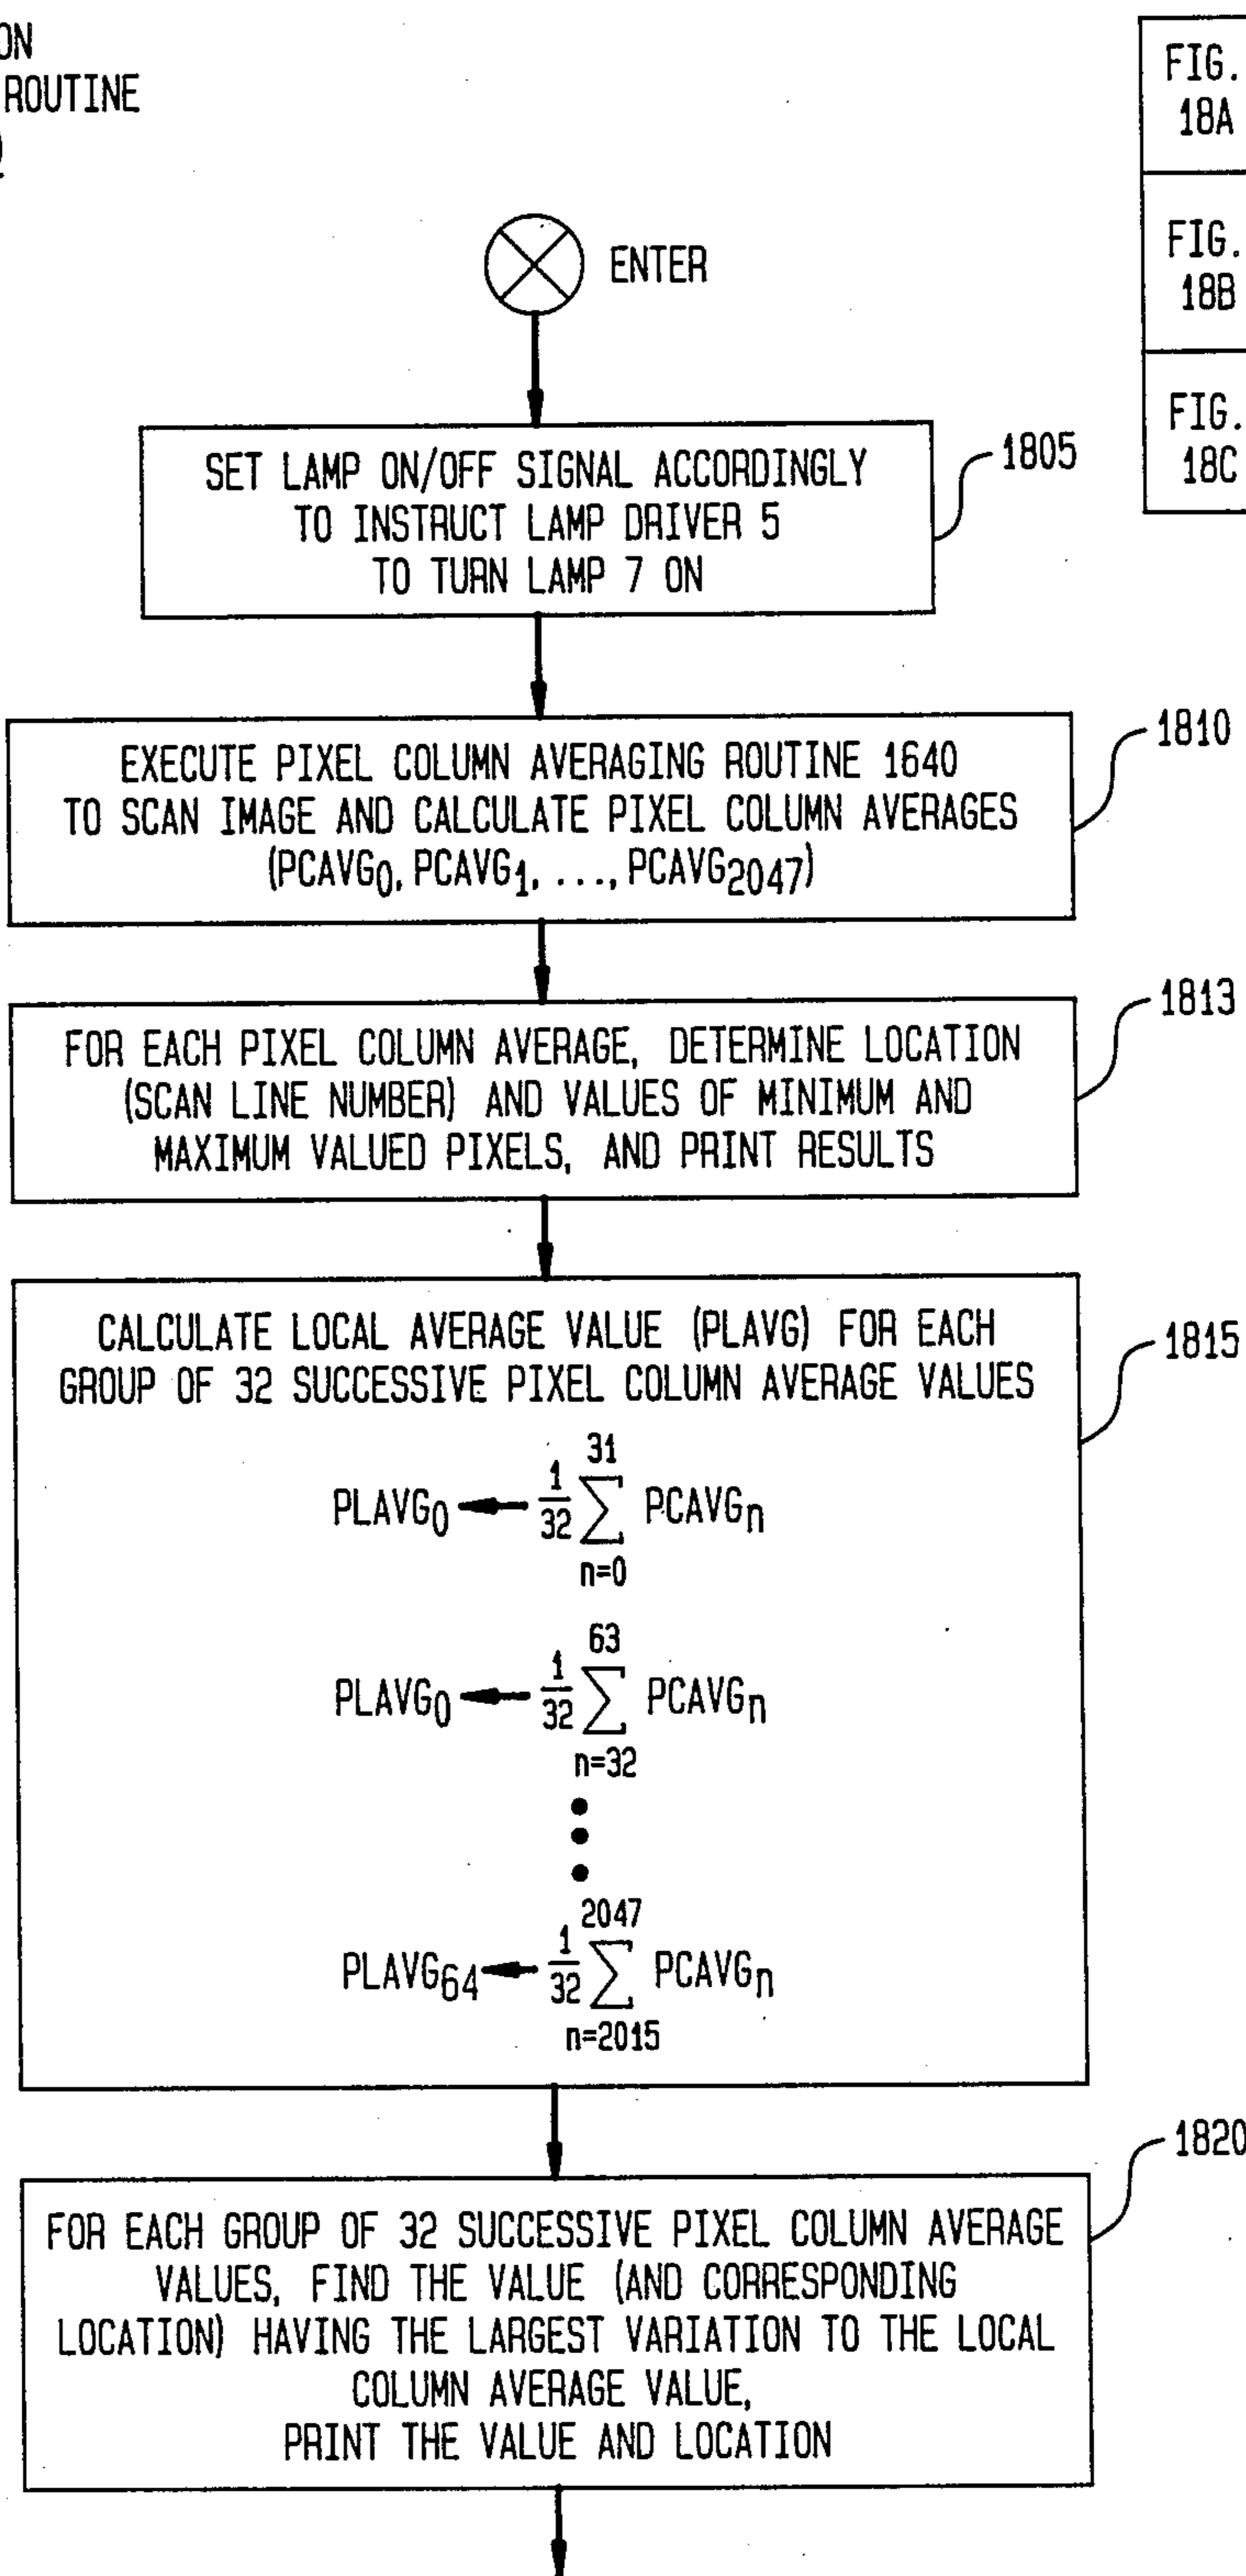 ON
ROUTINE
FIG.
18A
FIG.
18B
FIG.
18C
ENTER
SET LAMP ON/OFF SIGNAL ACCORDINGLY
TO INSTRUCT LAMP DRIVER 5
TO TURN LAMP 7 ON
1805
EXECUTE PIXEL COLUMN AVERAGING ROUTINE 1640
TO SCAN IMAGE AND CALCULATE PIXEL COLUMN AVERAGES
(PCAVG0, PCAVG1, ..., PCAVG2047)
1810
FOR EACH PIXEL COLUMN AVERAGE, DETERMINE LOCATION
(SCAN LINE NUMBER) AND VALUES OF MINIMUM AND
MAXIMUM VALUED PIXELS, AND PRINT RESULTS
1813
CALCULATE LOCAL AVERAGE VALUE (PLAVG) FOR EACH
GROUP OF 32 SUCCESSIVE PIXEL COLUMN AVERAGE VALUES
1815
31
PLAVG0 ← 1/32 ∑ PCAVGn
n=0
63
PLAVG0 ← 1/32 ∑ PCAVGn
n=32
2047
PLAVG64 ← 1/32 ∑ PCAVGn
n=2015
FOR EACH GROUP OF 32 SUCCESSIVE PIXEL COLUMN AVERAGE
VALUES, FIND THE VALUE (AND CORRESPONDING
LOCATION) HAVING THE LARGEST VARIATION TO THE LOCAL
COLUMN AVERAGE VALUE,
PRINT THE VALUE AND LOCATION
1820